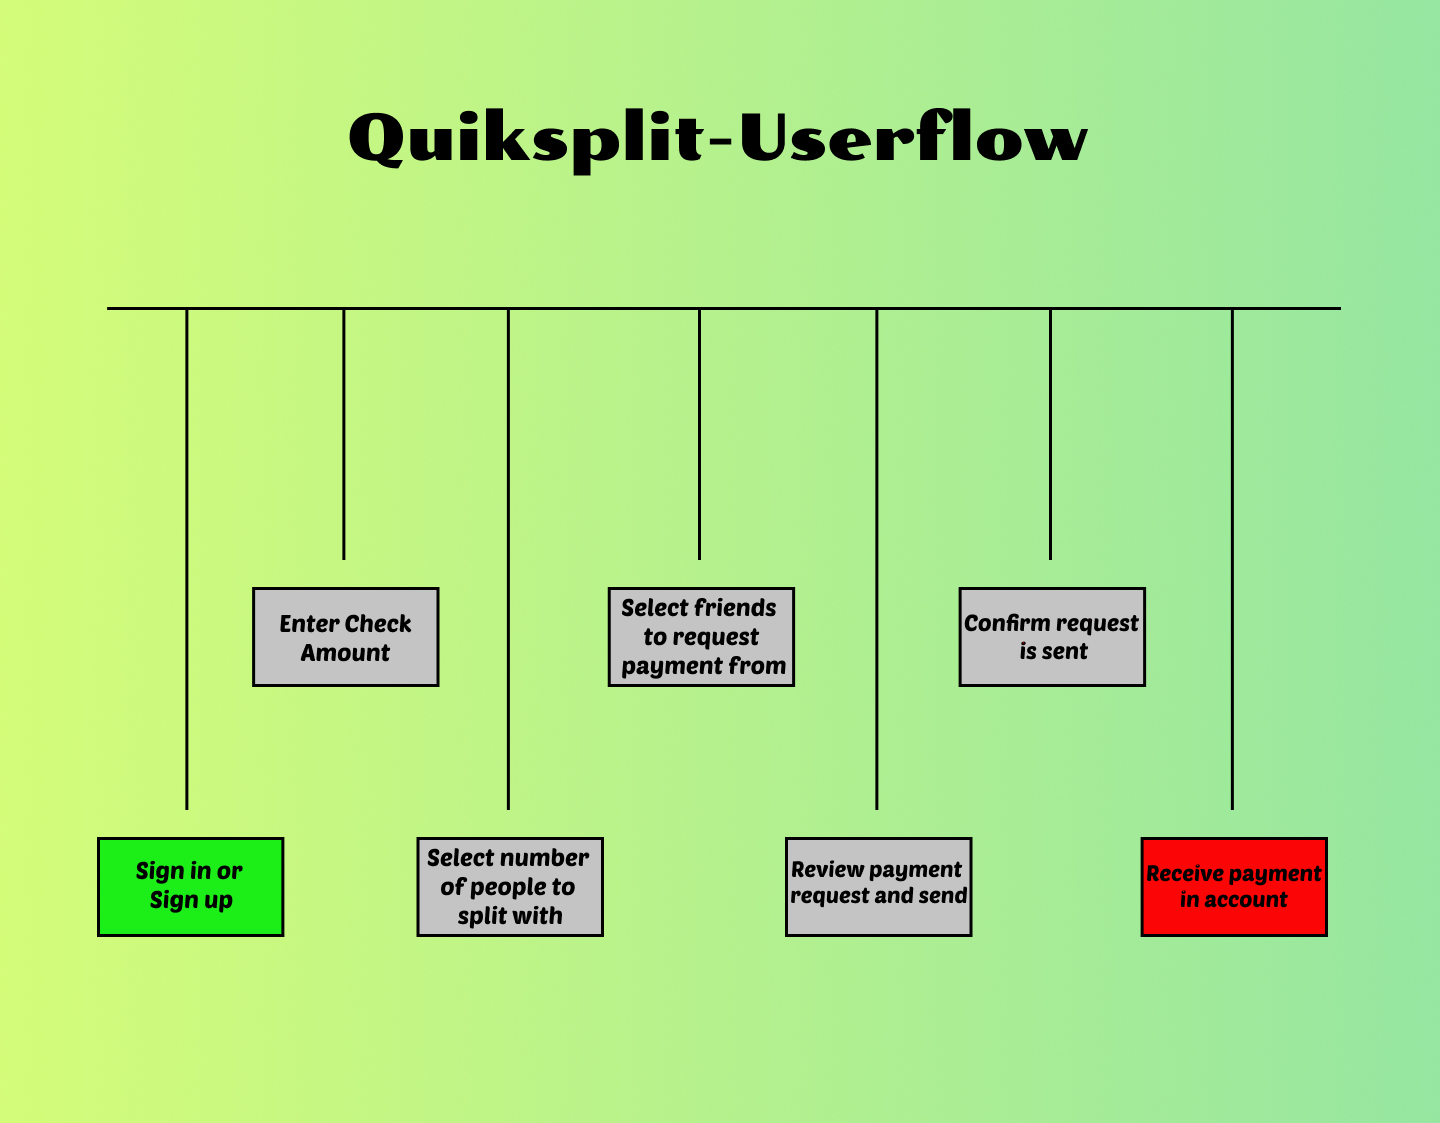 Quiksplit-Userflow
Sign in or
Sign up
Enter Check
Amount
Select number
of people to
split with
Select friends
to request
payment from
Review payment
request and send
Confirm request
is sent
Receive payment
in account